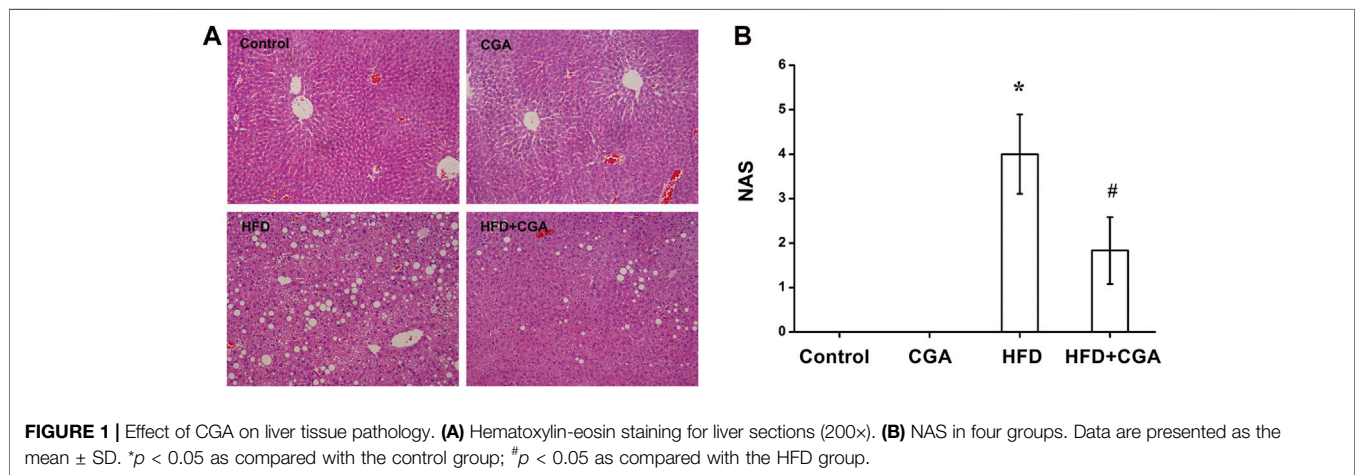 A
Control
CGA
HFD
HFD+CGA
B
NAS
6
5
4
3
2
1
0
*
#
Control CGA HFD HFD+CGA
FIGURE 1 | Effect of CGA on liver tissue pathology. (A) Hematoxylin-eosin staining for liver sections (200×). (B) NAS in four groups. Data are presented as the
mean ± SD. *p < 0.05 as compared with the control group; #p < 0.05 as compared with the HFD group.